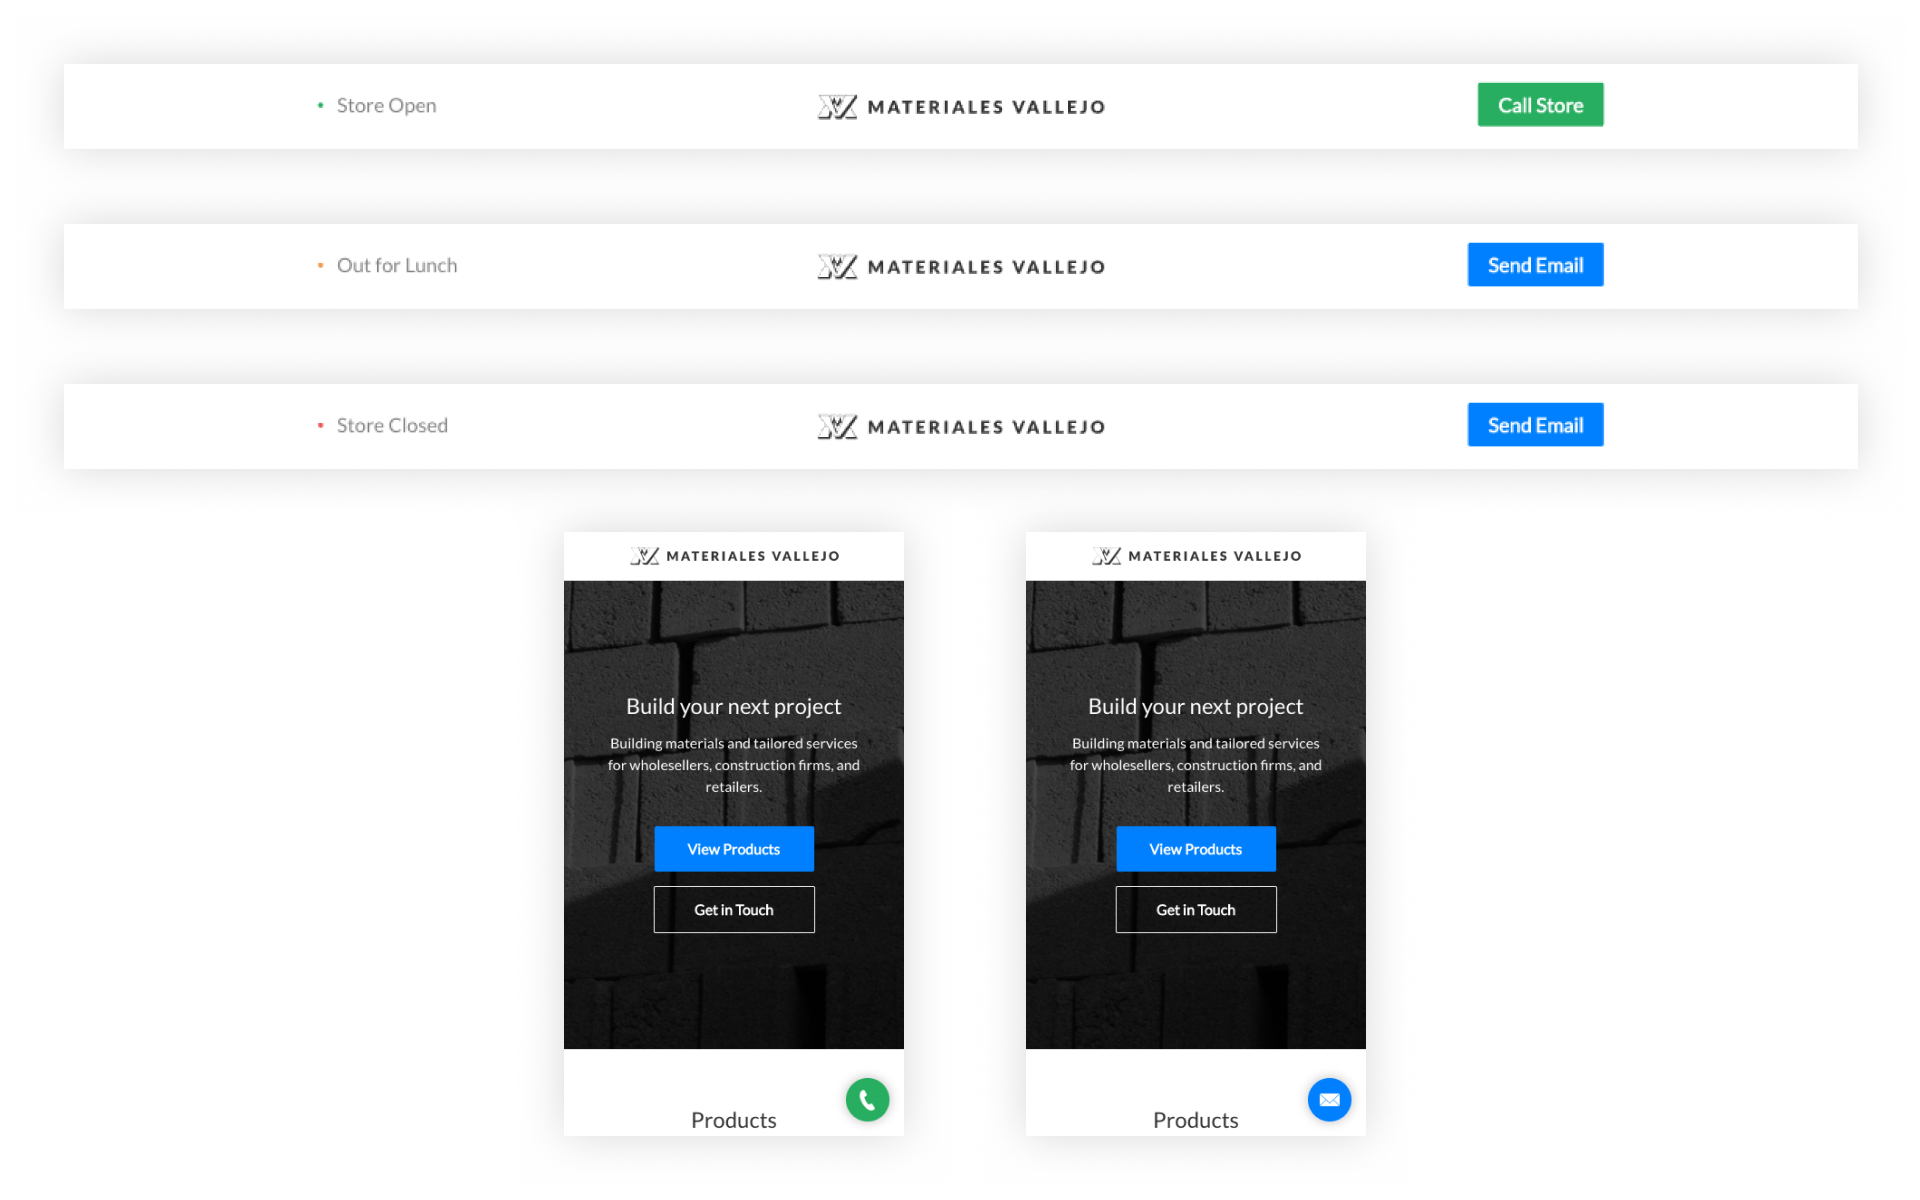 Store Open
MATERIALES VALLEJO
Call Store
Out for Lunch
MATERIALES VALLEJO
Send Email
Store Closed
MATERIALES VALLEJO
Send Email
MATERIALES VALLEJO
Build your next project
Building materials and tailored services
for wholesellers, construction firms, and
retailers.
View Products
Get in Touch
Products
MATERIALES VALLEJO
Build your next project
Building materials and tailored services
for wholesellers, construction firms, and
retailers.
View Products
Get in Touch
Products